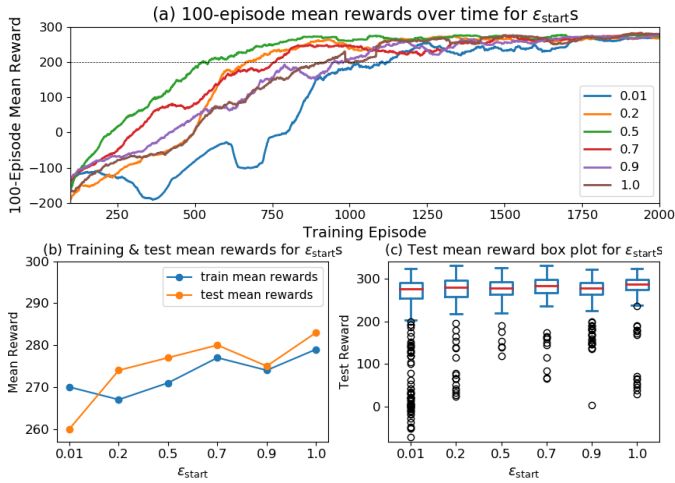 (a) 100-episode mean rewards over time for εstarts
100-Episode Mean Reward
300
200
100
0
−100
−200
0.01
0.2
0.5
0.7
0.9
1.0
250 500 750 1000 1250 1500 1750 2000
Training Episode
(b) Training & test mean rewards for εstarts
Mean Reward
300
290
280
270
260
train mean rewards
test mean rewards
0.01 0.2 0.5 0.7 0.9 1.0
εstart
(c) Test mean reward box plot for εstarts
Test Reward
300
200
100
0
0.01 0.2 0.5 0.7 0.9 1.0
εstart